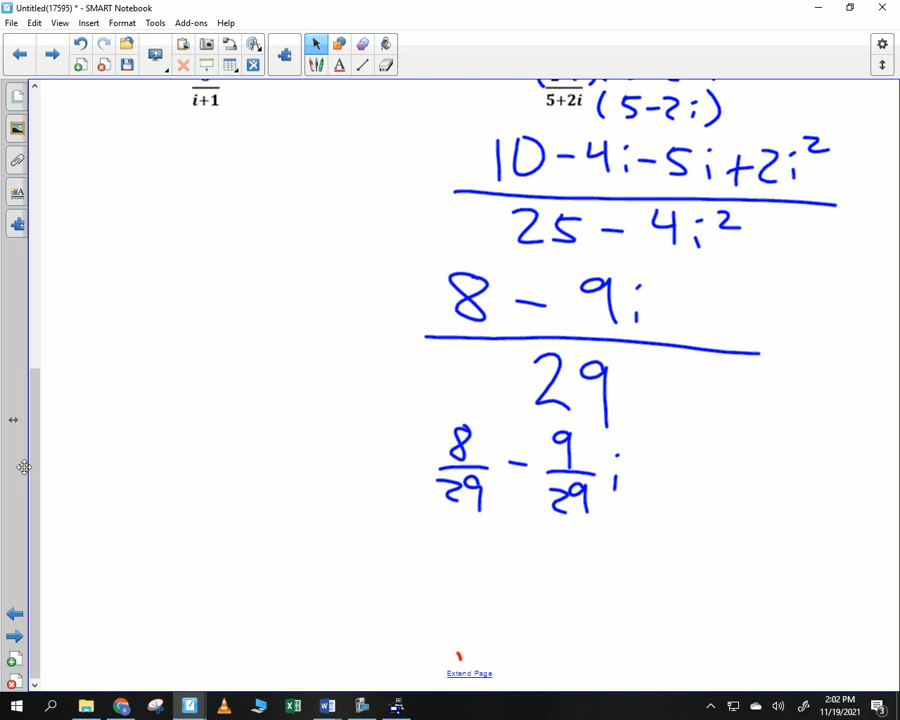 Untitled(17595) * - SMART Notebook
File Edit View Insert Format Tools Add-ons Help
i+1
5+2i
(5-2i)
10-4i-5i+2i²
25 - 4i²
8 - 9i
29
8/29 - 9/29 i
Extend Page
2:02 PM
11/19/2021
3